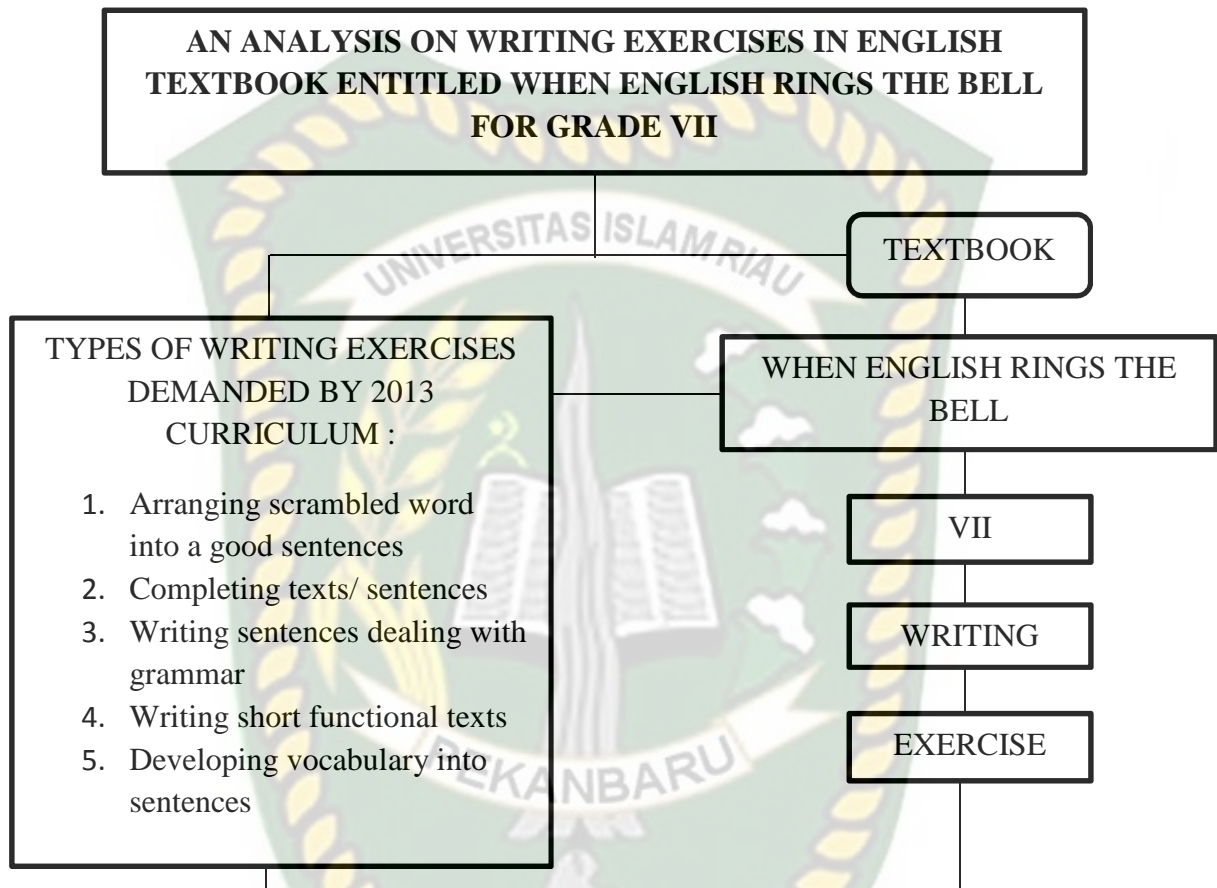 AN ANALYSIS ON WRITING EXERCISES IN ENGLISH
TEXTBOOK ENTITLED WHEN ENGLISH RINGS THE BELL
FOR GRADE VII
UNIVERSITAS ISLAM RIAU
TEXTBOOK
TYPES OF WRITING EXERCISES
DEMANDED BY 2013
CURRICULUM :
1. Arranging scrambled word
into a good sentences
2. Completing texts/ sentences
3. Writing sentences dealing with
grammar
4. Writing short functional texts
5. Developing vocabulary into
sentences
WHEN ENGLISH RINGS THE
BELL
VII
WRITING
EXERCISE
PEKANBARU